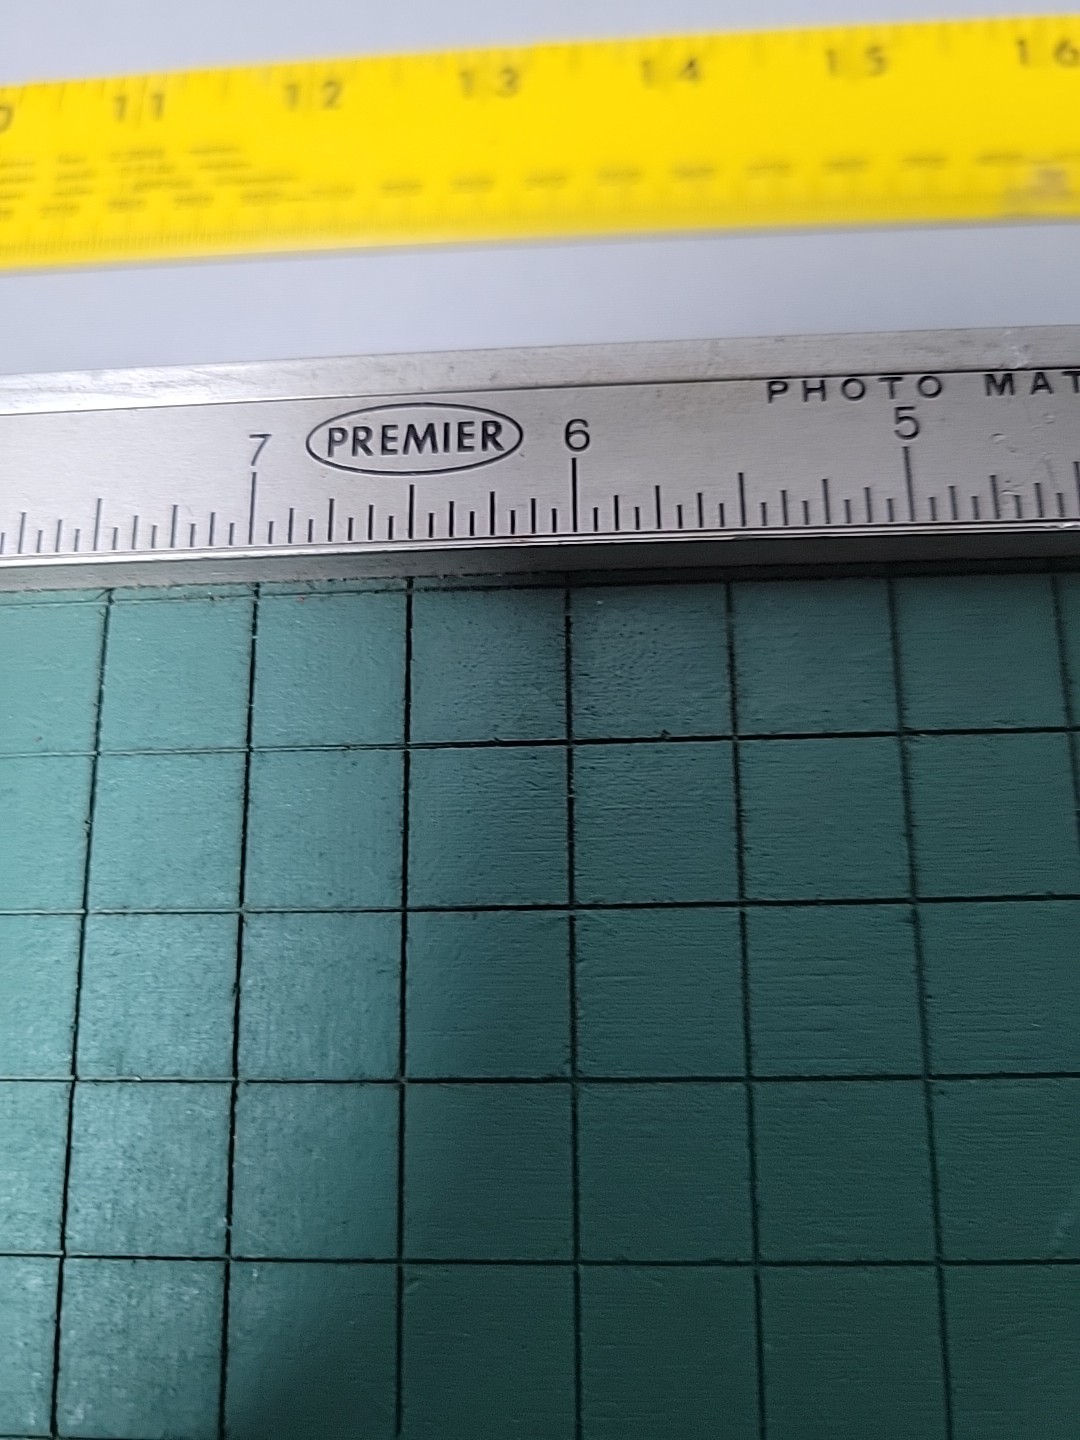 11 12 13 14 15 16
PHOTO MAT
7 PREMIER 6 5